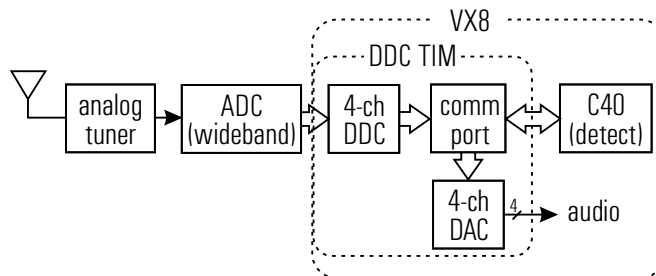 VX8
DDC TIM
analog
tuner
ADC
(wideband)
4-ch
DDC
comm
port
C40
(detect)
4-ch
DAC
4
audio